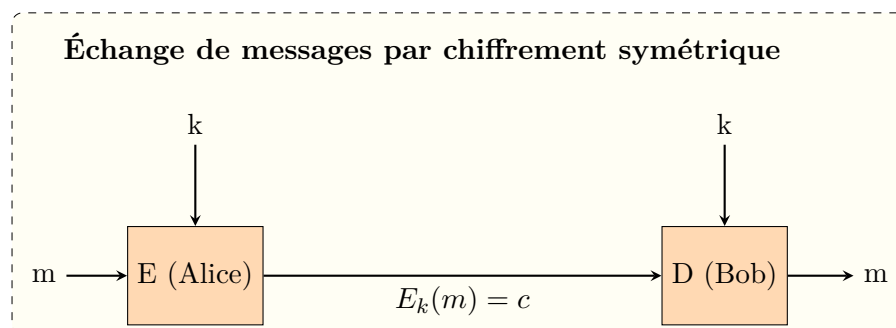 Échange de messages par chiffrement symétrique
k k
m E (Alice) D (Bob) m
E_k(m) = c